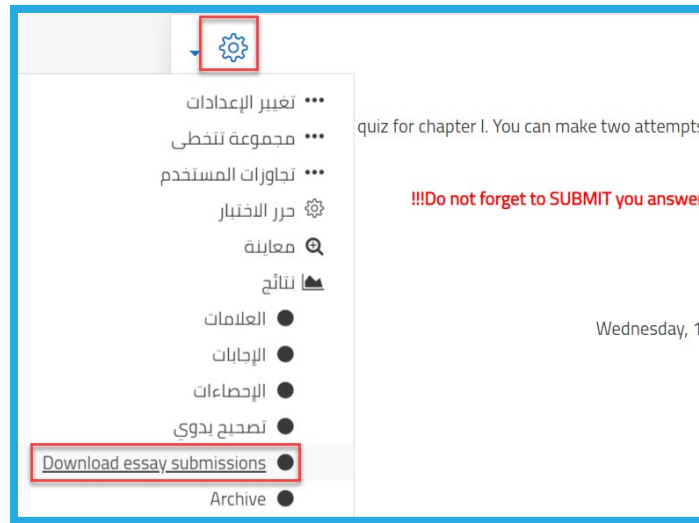 تغيير الإعدادات
مجموعة تتخطى
quiz for chapter I. You can make two attempts
تجاوزات المستخدم
!!!Do not forget to SUBMIT you answer
حرر الاختبار
معاينة
نتائج
العلامات
Wednesday, 1
الإجابات
الإحصاءات
تصحيح يدوي
Download essay submissions
Archive